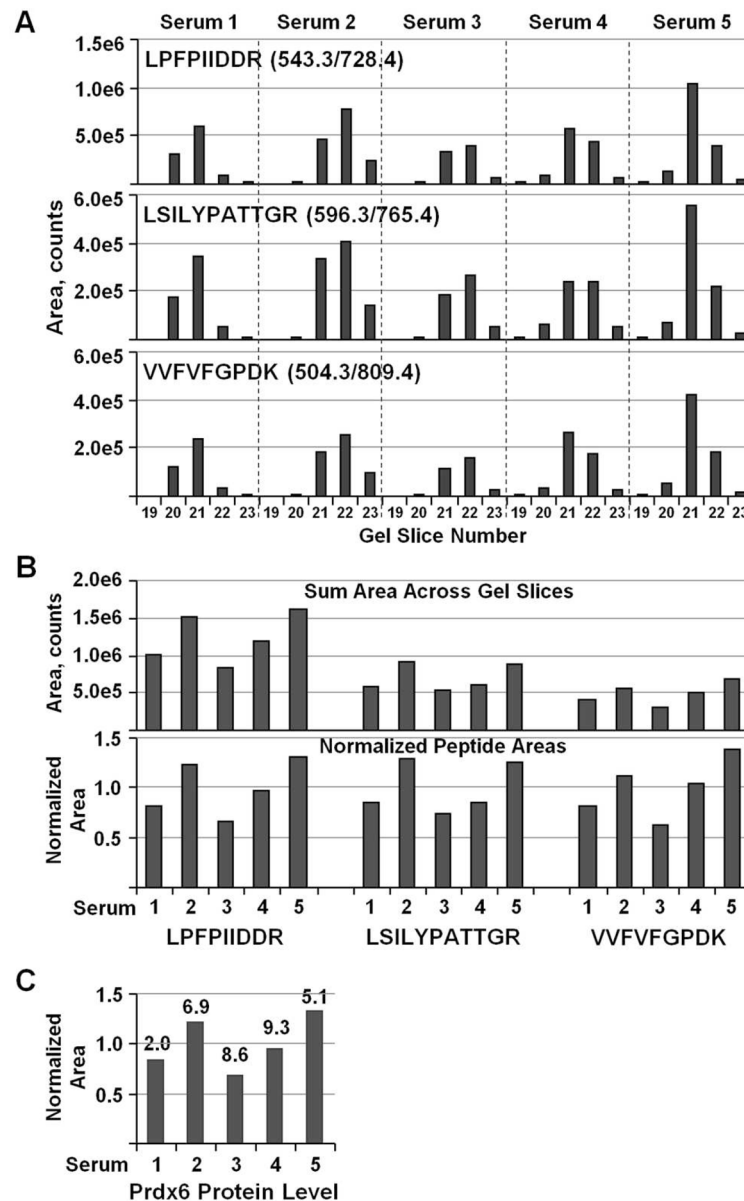 A
Serum 1 Serum 2 Serum 3 Serum 4 Serum 5
1.5e6
LPFPIIDDR (543.3/728.4)
1.0e6
5.0e5
6.0e5
LSILYPATTGR (596.3/765.4)
4.0e5
2.0e5
6.0e5
VVFVFGPDK (504.3/809.4)
4.0e5
2.0e5
Area, counts
19 20 21 22 23 19 20 21 22 23 19 20 21 22 23 19 20 21 22 23 19 20 21 22 23
Gel Slice Number
B
2.0e6
Sum Area Across Gel Slices
1.5e6
1.0e6
5.0e5
Area, counts
1.5
Normalized Peptide Areas
1.0
0.5
Normalized
Area
Serum 1 2 3 4 5 1 2 3 4 5 1 2 3 4 5
LPFPIIDDR LSILYPATTGR VVFVFGPDK
C
1.5
1.0
0.5
Normalized
Area
2.0 6.9 8.6 9.3 5.1
Serum 1 2 3 4 5
Prdx6 Protein Level